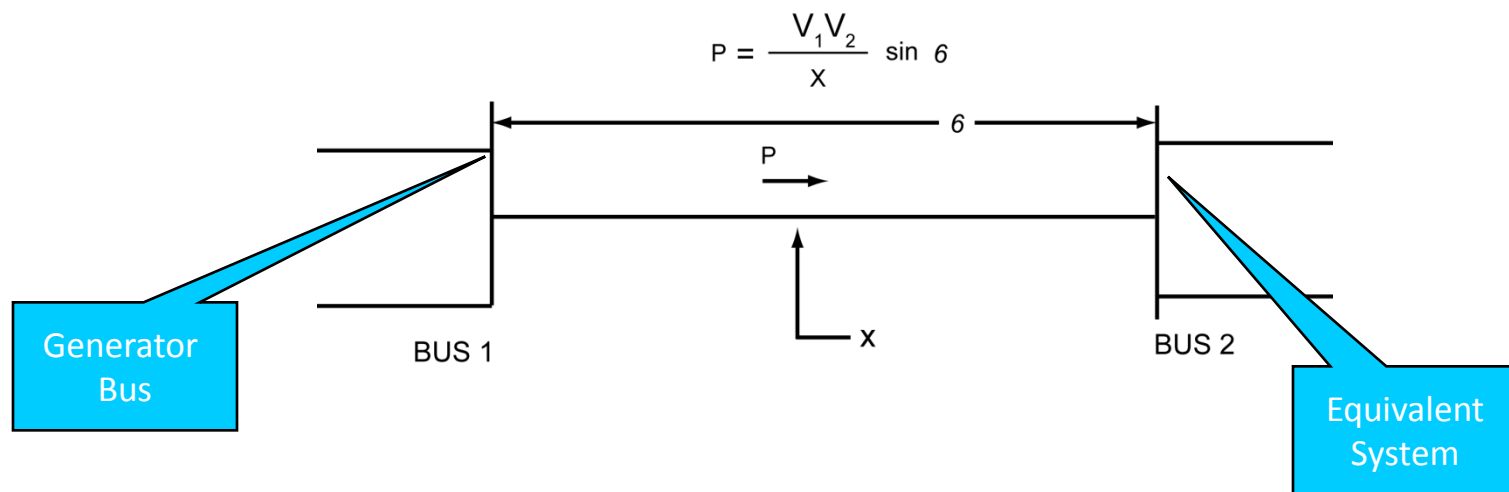 P = V₁V₂ / X sin 6
6
P
X
BUS 1
BUS 2
Generator
Bus
Equivalent
System